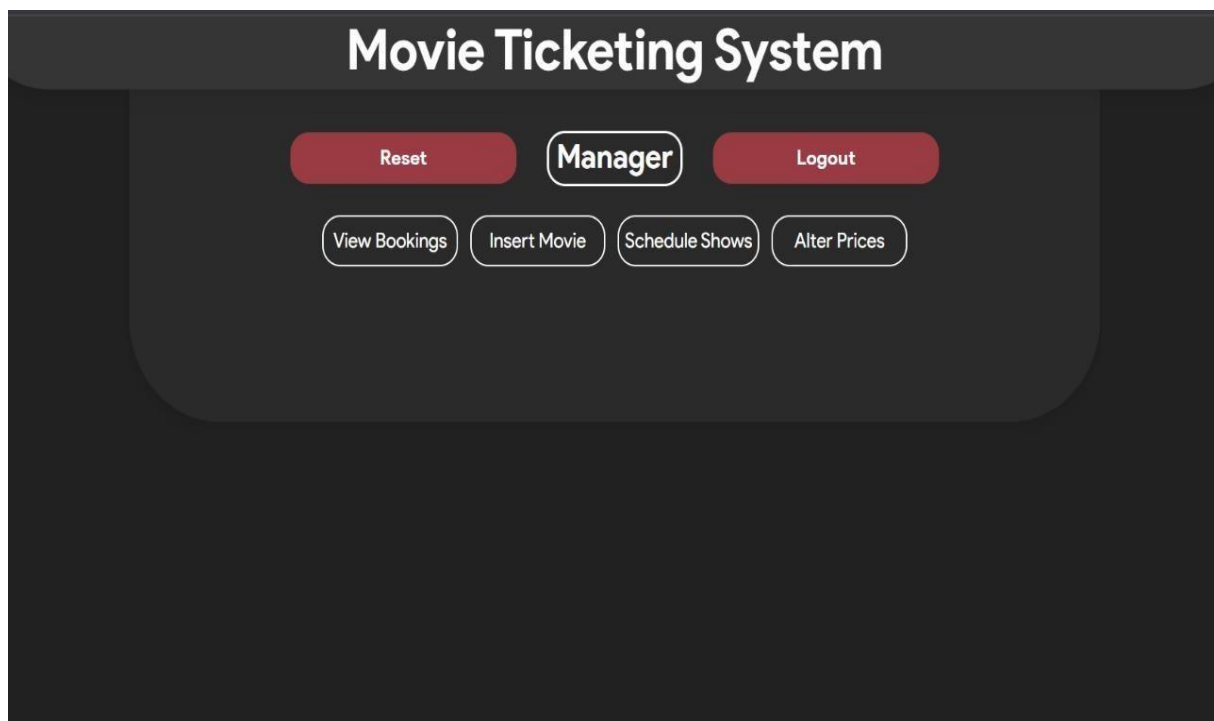 Movie Ticketing System
Reset Manager Logout
View Bookings Insert Movie Schedule Shows Alter Prices